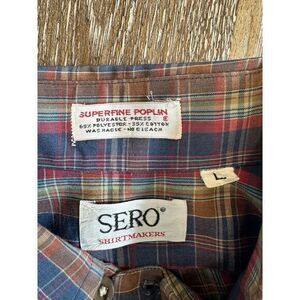 SUPERFINE POPLIN
DURABLE PRESS ®
65% POLYESTER - 35% COTTON
WASHABLE - NO BLEACH
L
SERO®
SHIRTMAKERS